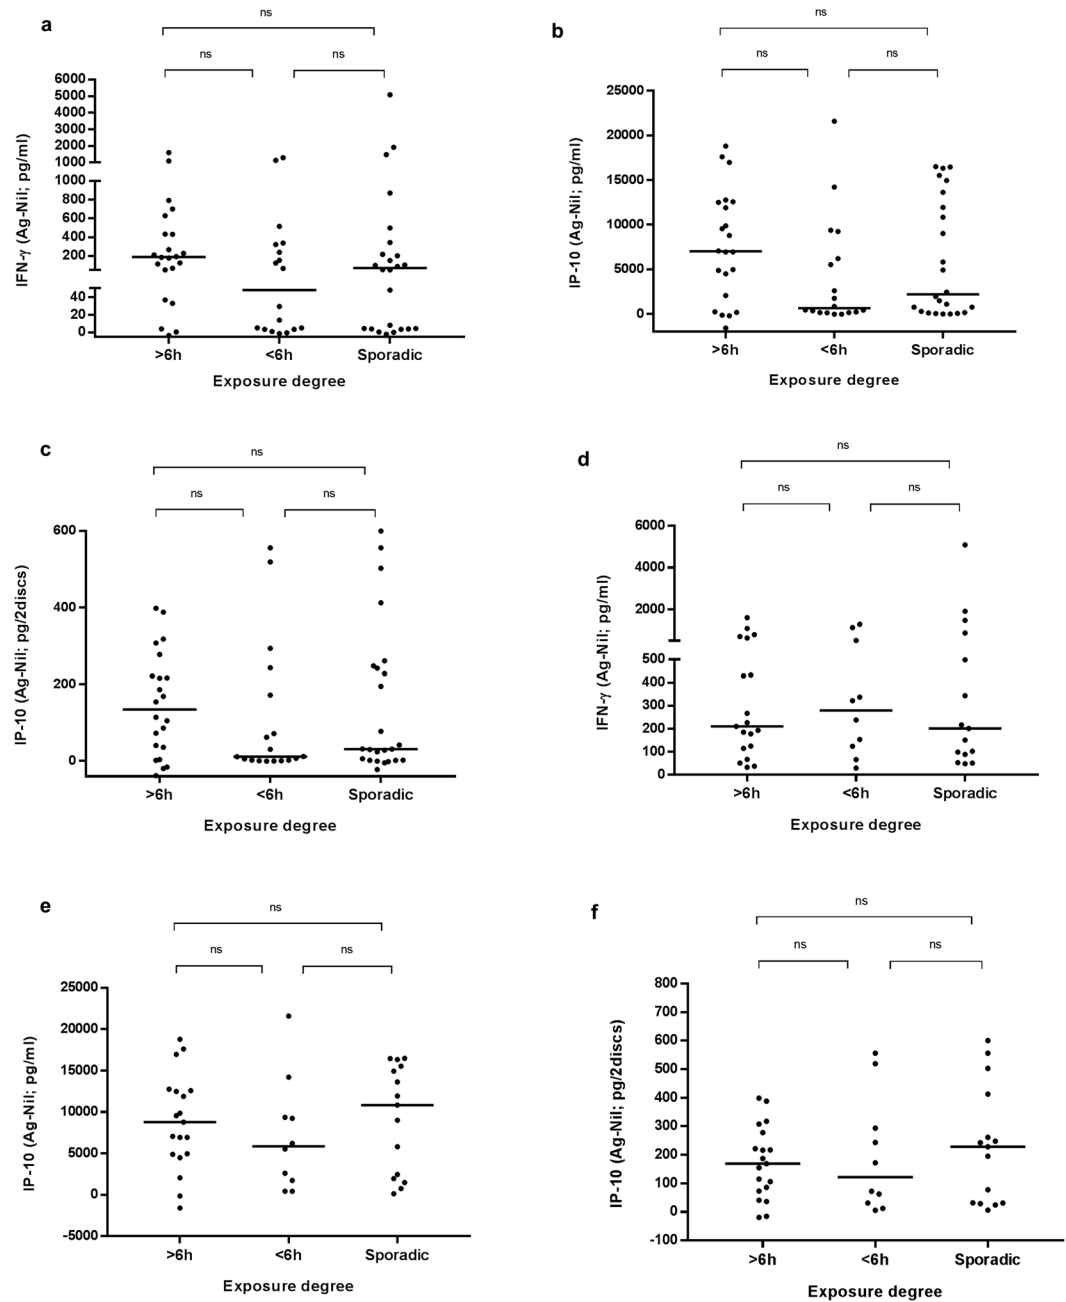 a
ns
ns ns
IFN-γ (Ag-Nil; pg/ml)
6000
5000
4000
3000
2000
1000
1000
800
600
400
200
40
20
0
>6h <6h Sporadic
Exposure degree
b
ns
ns ns
IP-10 (Ag-Nil; pg/ml)
25000
20000
15000
10000
5000
0
>6h <6h Sporadic
Exposure degree
c
ns
ns ns
IP-10 (Ag-Nil; pg/2discs)
600
400
200
0
>6h <6h Sporadic
Exposure degree
d
ns
ns ns
IFN-γ (Ag-Nil; pg/ml)
6000
4000
2000
500
400
300
200
100
0
>6h <6h Sporadic
Exposure degree
e
ns
ns ns
IP-10 (Ag-Nil; pg/ml)
25000
20000
15000
10000
5000
0
-5000
>6h <6h Sporadic
Exposure degree
f
ns
ns ns
IP-10 (Ag-Nil; pg/2discs)
800
700
600
500
400
300
200
100
0
-100
>6h <6h Sporadic
Exposure degree